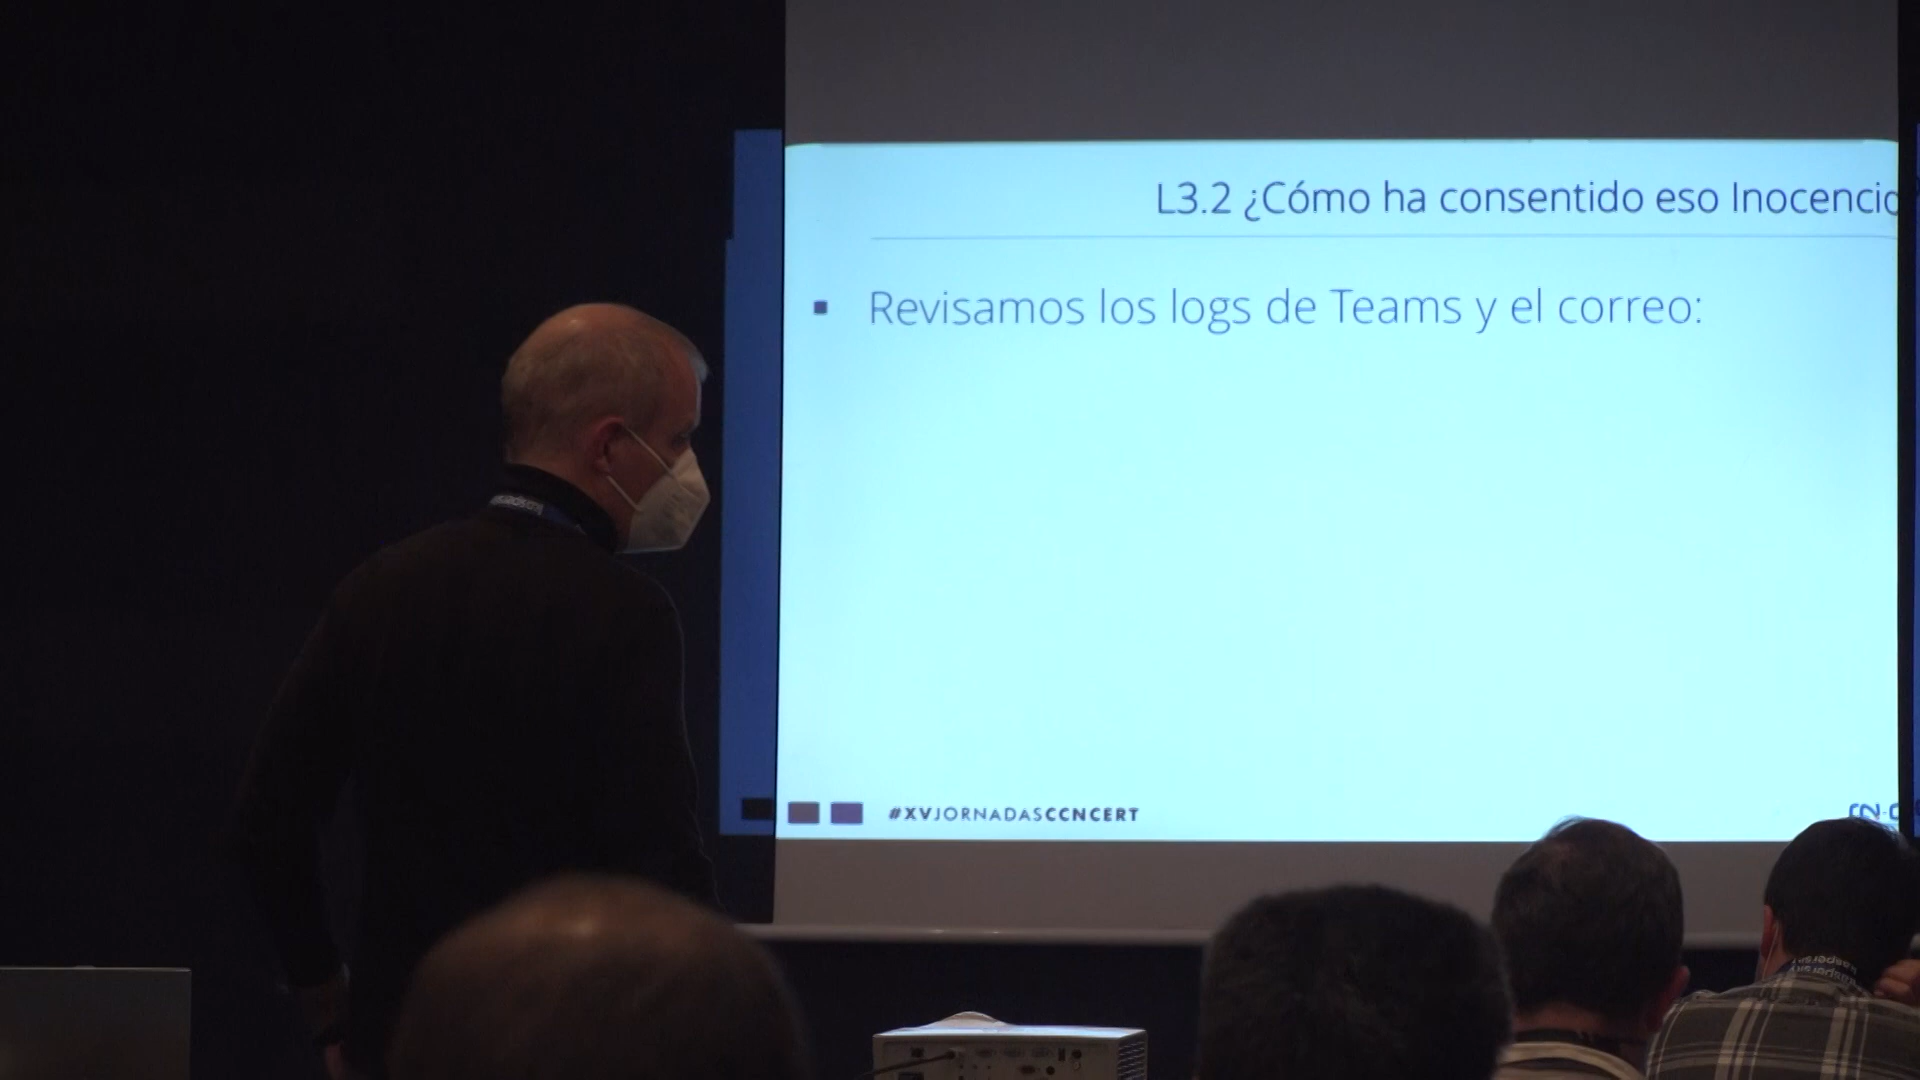 L3.2 ¿Cómo ha consentido eso Inocencio
▪ Revisamos los logs de Teams y el correo:
#XVJORNADASCCNCERT